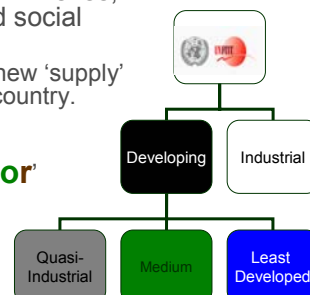 d social
new ‘supply’
country.
or’
Developing
Industrial
Quasi-
Industrial
Medium
Least
Developed